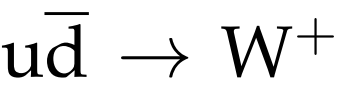 ud̅ → W⁺